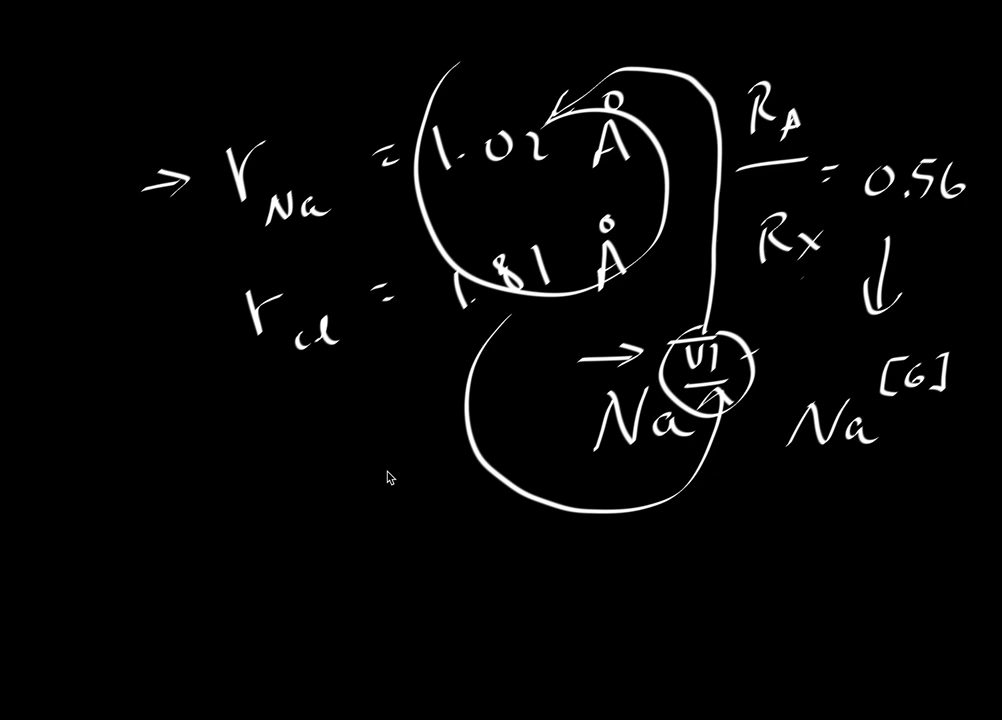 → r_Na = 1.02 Å
R_A / R_X = 0.56
r_cl = 1.81 Å
→ Na^VI Na^[6]